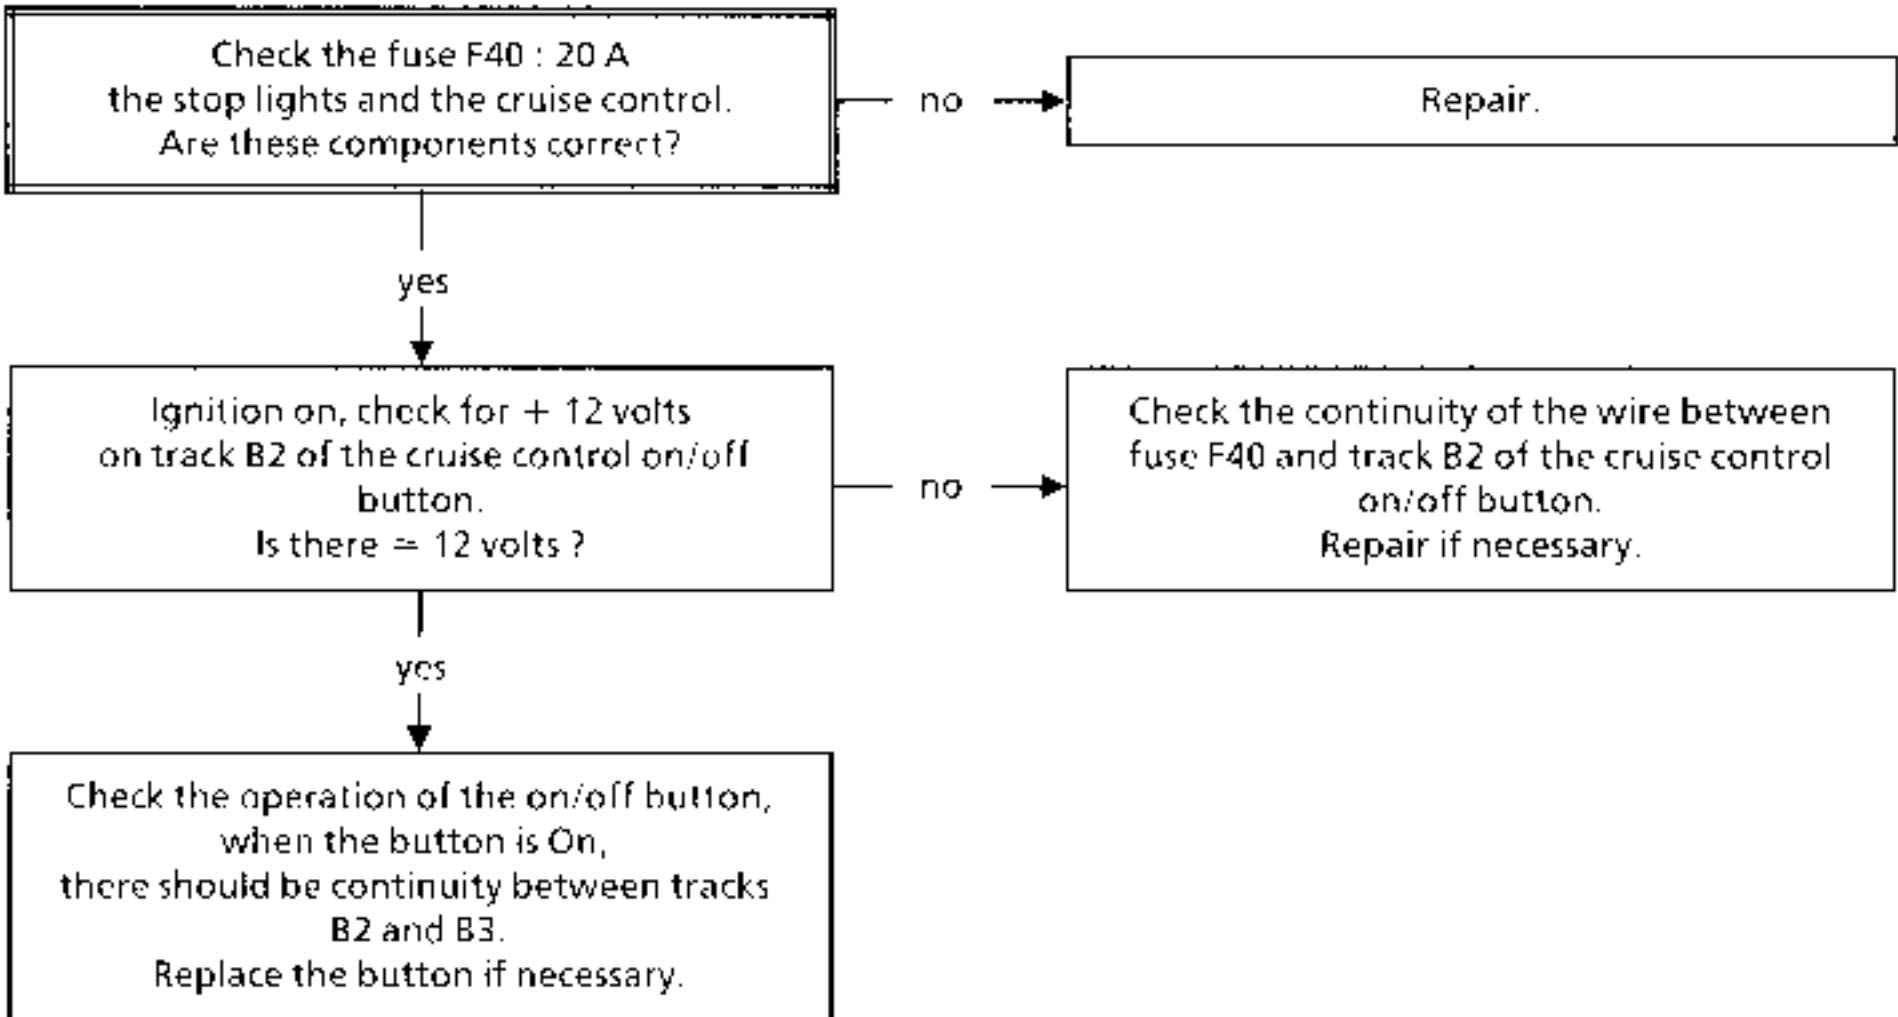 Check the fuse F40 : 20 A
the stop lights and the cruise control.
Are these components correct?
no
Repair.
yes
Ignition on, check for + 12 volts
on track B2 of the cruise control on/off
button.
Is there = 12 volts ?
no
Check the continuity of the wire between
fuse F40 and track B2 of the cruise control
on/off button.
Repair if necessary.
yes
Check the operation of the on/off button,
when the button is On,
there should be continuity between tracks
B2 and B3.
Replace the button if necessary.